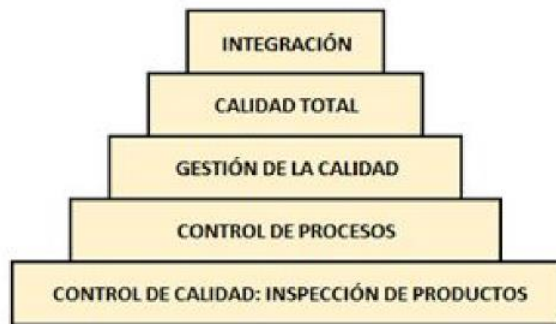 INTEGRACIÓN
CALIDAD TOTAL
GESTIÓN DE LA CALIDAD
CONTROL DE PROCESOS
CONTROL DE CALIDAD: INSPECCIÓN DE PRODUCTOS